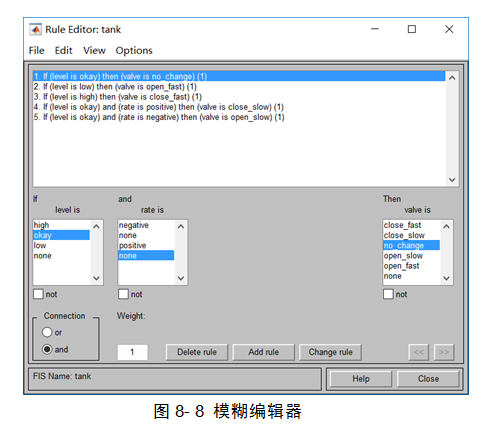 Rule Editor: tank
File Edit View Options
1. If (level is okay) then (valve is no_change) (1)
2. If (level is low) then (valve is open_fast) (1)
3. If (level is high) then (valve is close_fast) (1)
4. If (level is okay) and (rate is positive) then (valve is close_slow) (1)
5. If (level is okay) and (rate is negative) then (valve is open_slow) (1)
If and Then
level is rate is valve is
high
okay
low
none
negative
none
positive
none
close_fast
close_slow
no_change
open_slow
open_fast
none
not not
Connection Weight:
or
and
1 Delete rule Add rule Change rule << >>
FIS Name: tank Help Close
图 8- 8 模糊编辑器